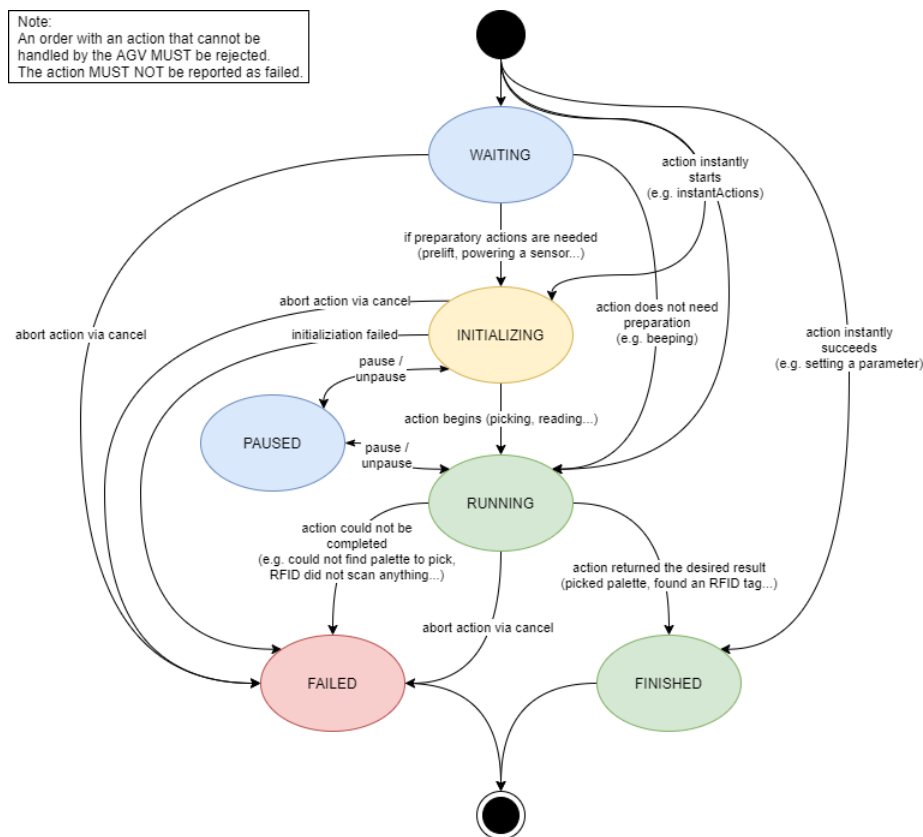 Note:
An order with an action that cannot be
handled by the AGV MUST be rejected.
The action MUST NOT be reported as failed.
WAITING
action instantly
starts
(e.g. instantActions)
if preparatory actions are needed
(prelift, powering a sensor...)
abort action via cancel
abort action via cancel
initializiation failed
INITIALIZING
action does not need
preparation
(e.g. beeping)
action instantly
succeeds
(e.g. setting a parameter)
pause /
unpause
action begins (picking, reading...)
PAUSED
pause /
unpause
RUNNING
action could not be
completed
(e.g. could not find palette to pick,
RFID did not scan anything...)
action returned the desired result
(picked palette, found an RFID tag...)
abort action via cancel
FAILED
FINISHED